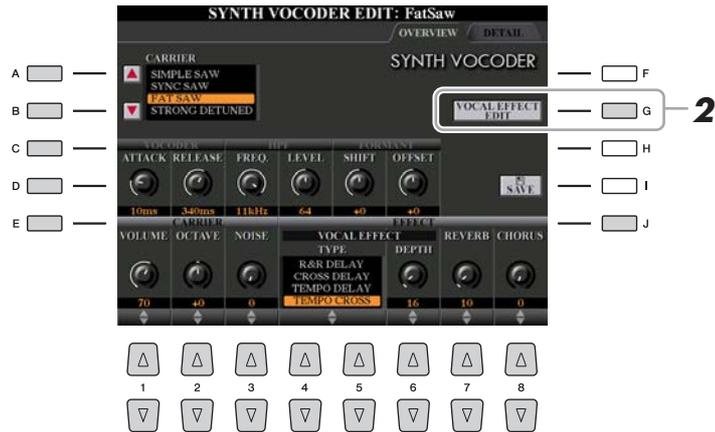 SYNTH VOCODER EDIT: FatSaw
OVERVIEW DETAIL
CARRIER
SYNTH VOCODER
A
SIMPLE SAW
F
SYNC SAW
FAT SAW
B
STRONG DETUNED
VOCAL EFFECT
EDIT
G
2
C
VOCODER HPF FORMANT
H
ATTACK RELEASE FREQ. LEVEL SHIFT OFFSET
D
SAVE
I
10ms 340ms 11kHz 64 +0 +0
E
CARRIER EFFECT
J
VOLUME OCTAVE NOISE VOCAL EFFECT REVERB CHORUS
TYPE DEPTH
R&R DELAY
CROSS DELAY
TEMPO DELAY
TEMPO CROSS
70 +0 0 16 10 0
1 2 3 4 5 6 7 8